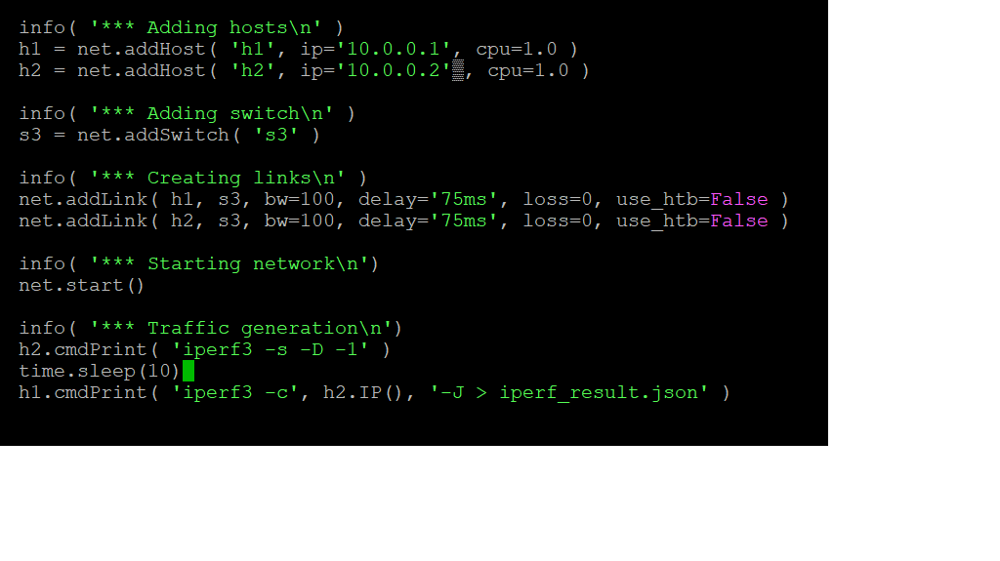 info( '*** Adding hosts\n' )
h1 = net.addHost( 'h1', ip='10.0.0.1', cpu=1.0 )
h2 = net.addHost( 'h2', ip='10.0.0.2'▒, cpu=1.0 )
info( '*** Adding switch\n' )
s3 = net.addSwitch( 's3' )
info( '*** Creating links\n' )
net.addLink( h1, s3, bw=100, delay='75ms', loss=0, use_htb=False )
net.addLink( h2, s3, bw=100, delay='75ms', loss=0, use_htb=False )
info( '*** Starting network\n')
net.start()
info( '*** Traffic generation\n')
h2.cmdPrint( 'iperf3 -s -D -1' )
time.sleep(10)
h1.cmdPrint( 'iperf3 -c', h2.IP(), '-J > iperf_result.json' )